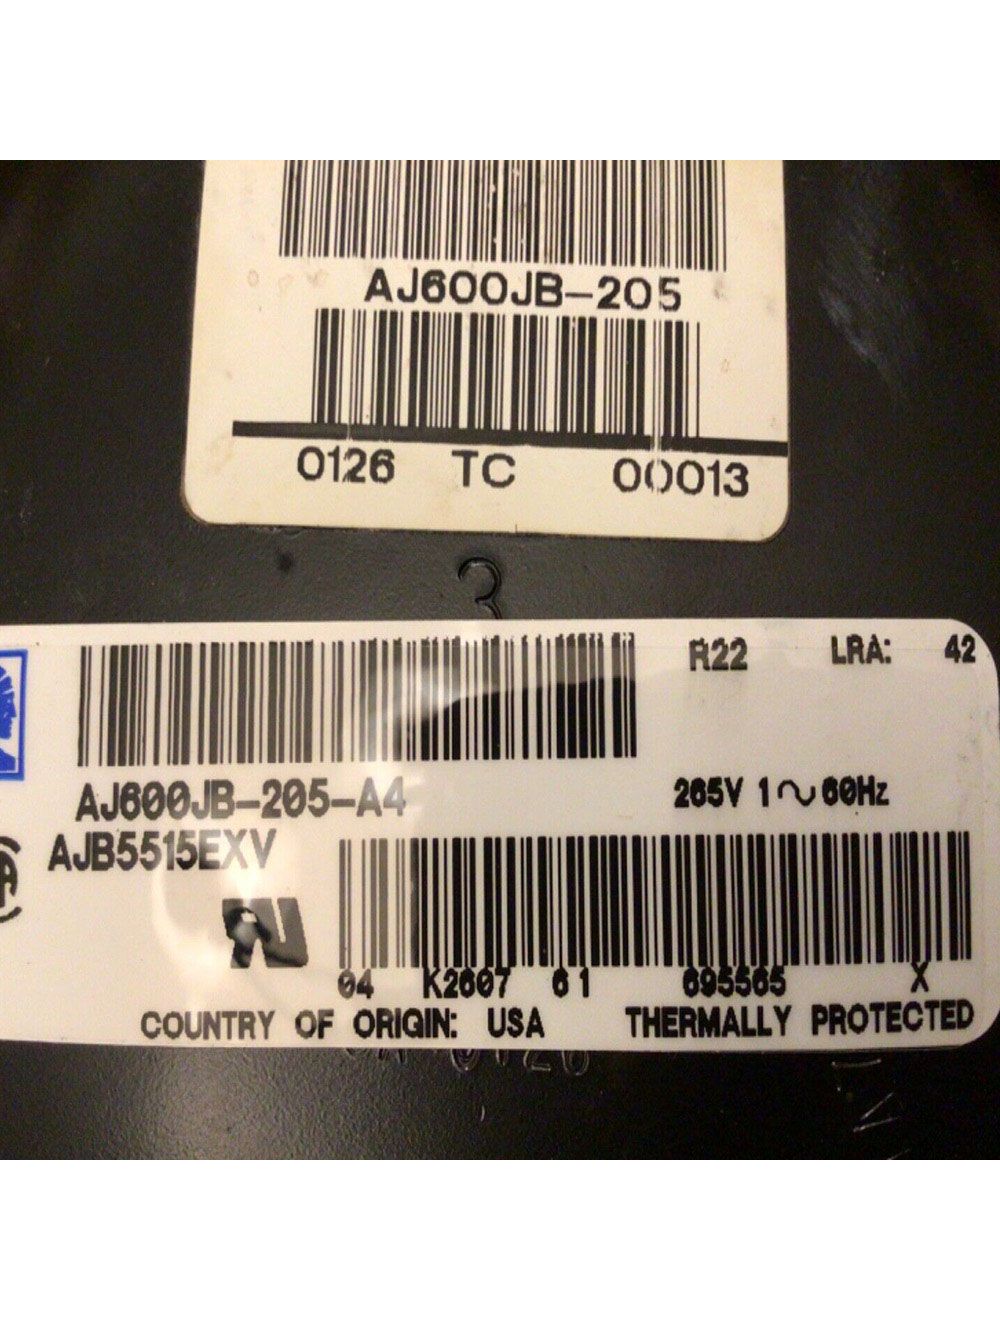 AJ600JB-205
0126 TC 00013
3
R22 LRA: 42
AJ600JB-205-A4
265V 1~60Hz
AJB5515EXV
04 K2607 61 695565 X
COUNTRY OF ORIGIN: USA THERMALLY PROTECTED